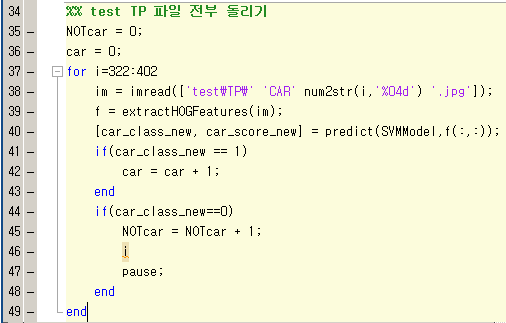 34 %% test TP 파일 전부 돌리기
35 – NOTcar = 0;
36 – car = 0;
37 – for i=322:402
38 – im = imread(['test₩TP₩' 'CAR' num2str(i,'%04d') '.jpg']);
39 – f = extractHOGFeatures(im);
40 – [car_class_new, car_score_new] = predict(SVMModel,f(:,:));
41 – if(car_class_new == 1)
42 – car = car + 1;
43 – end
44 – if(car_class_new==0)
45 – NOTcar = NOTcar + 1;
46 – i
47 – pause;
48 – end
49 – end